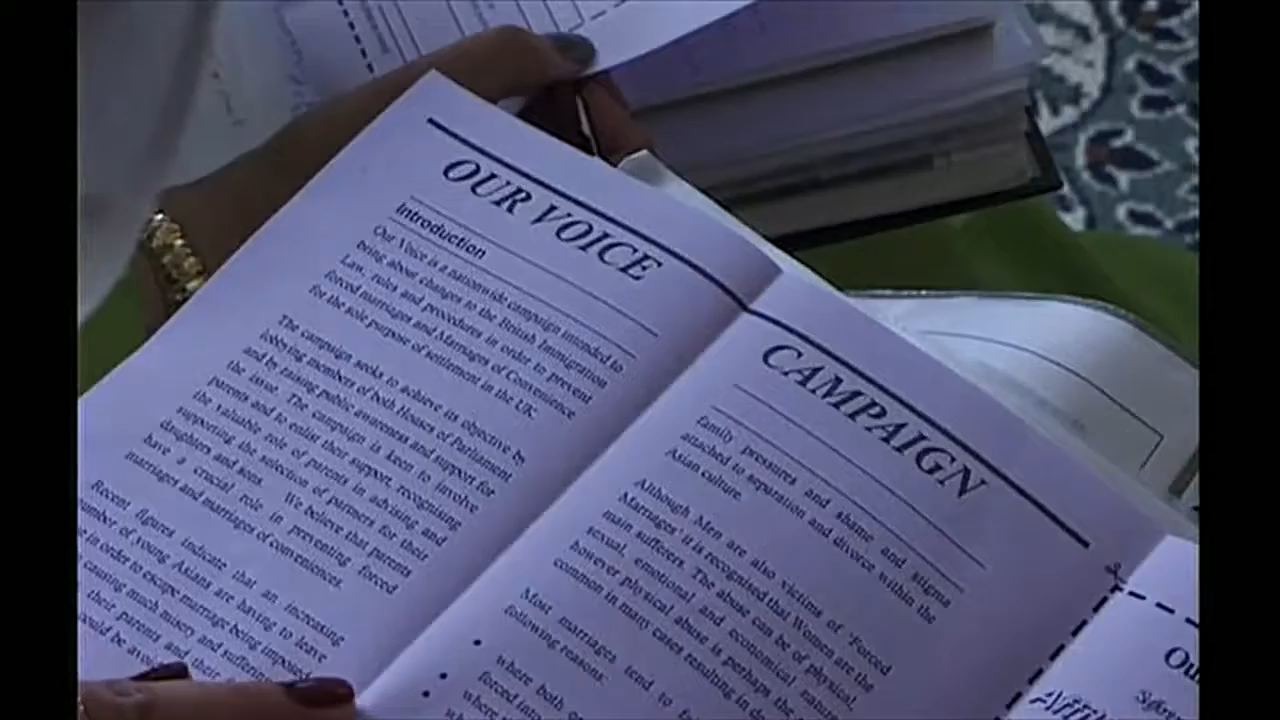 OUR VOICE
Introduction
Our Voice is a nationwide campaign intended to
bring about changes to the British Immigration
Law, rules and procedures in order to prevent
forced marriages and Marriages of Convenience
for the sole purpose of settlement in the UK.
The campaign seeks to achieve its objective by
lobbying members of both Houses of Parliament
and by raising public awareness and support for
the issue. The campaign is keen to involve
parents and to enlist their support, recognising
the valuable role of parents in advising and
supporting the selection of partners for their
daughters and sons. We believe that parents
have a crucial role in preventing forced
marriages and marriages of conveniences.
Recent figures indicate that an increasing
number of young Asians are having to leave
in order to escape marriage being imposed
causing much misery and suffering
their parents and their
could be
CAMPAIGN
family pressures and shame and stigma
attached to separation and divorce within the
Asian culture.
Although Men are also victims of 'Forced
Marriages' it is recognised that Women are the
main sufferers. The abuse can be of physical,
sexual, emotional and economical nature,
however physical abuse is perhaps the
common in many cases resulting in
Most marriages tend to
following reasons:
• where both
forced into
• where
•
Ou